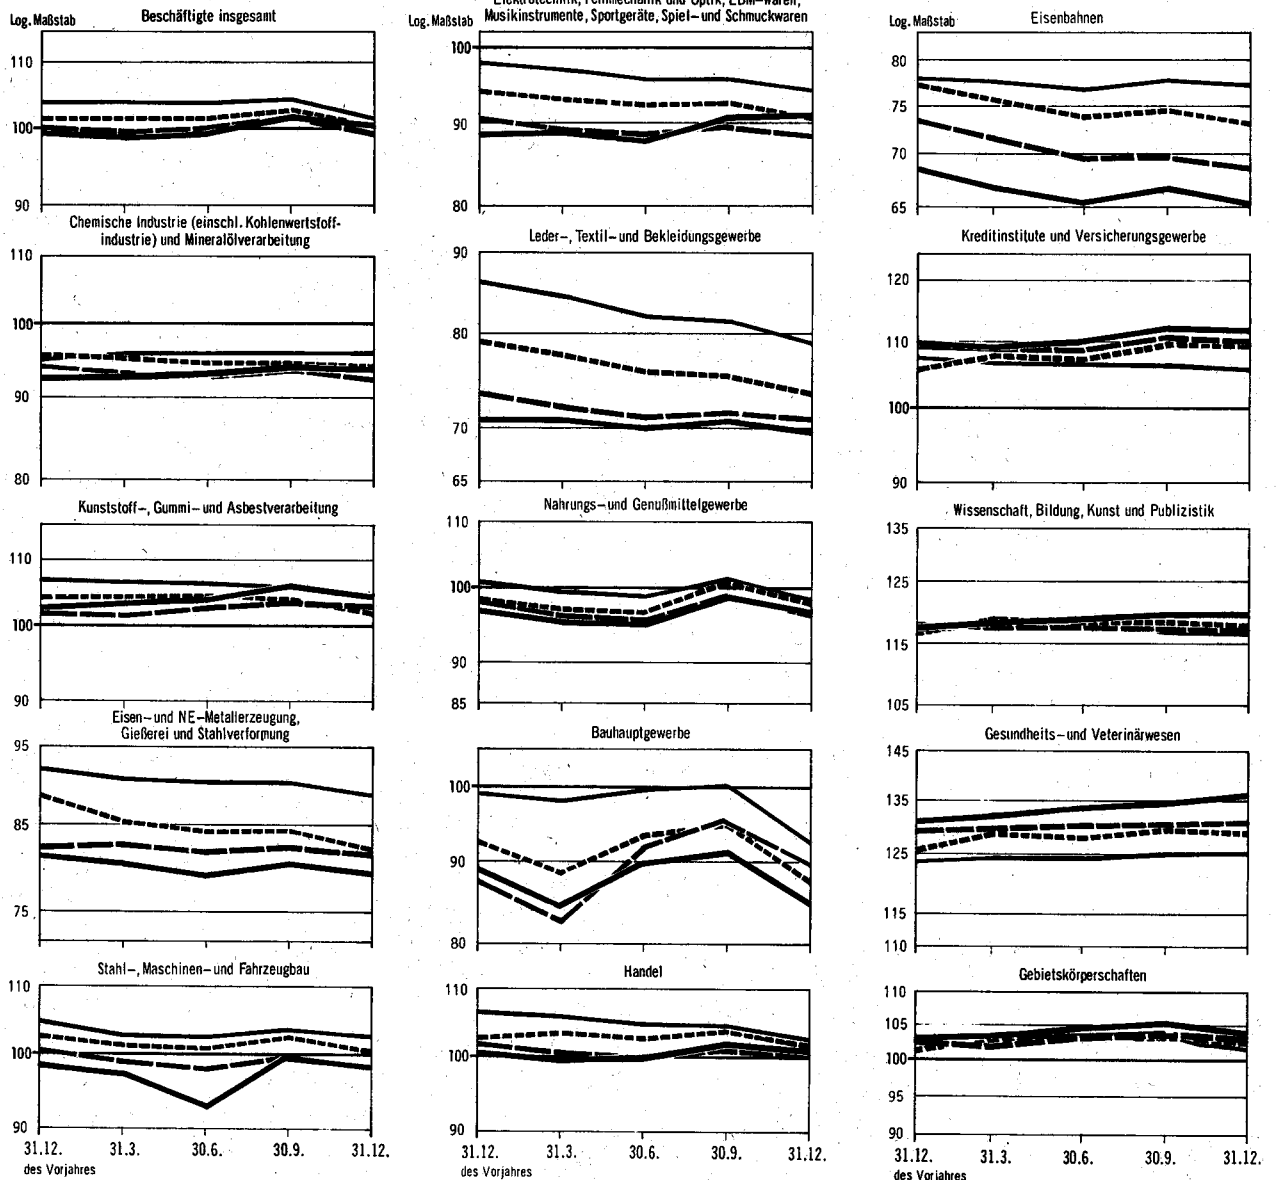 Log. Maßstab
Beschäftigte insgesamt
110
100
90
Chemische Industrie (einschl. Kohlenwertstoff-
industrie) und Mineralölverarbeitung
110
100
90
80
Kunststoff-, Gummi- und Asbestverarbeitung
110
100
90
Eisen- und NE-Metallerzeugung,
Gießerei und Stahlverformung
95
85
75
Stahl-, Maschinen- und Fahrzeugbau
110
100
90
31.12. 31.3. 30.6. 30.9. 31.12.
des Vorjahres
Log. Maßstab
Elektrotechnik, Feinmechanik und Optik, EBM-Waren,
Musikinstrumente, Sportgeräte, Spiel- und Schmuckwaren
100
90
80
Leder-, Textil- und Bekleidungsgewerbe
90
80
70
65
Nahrungs- und Genußmittelgewerbe
110
100
90
85
Bauhauptgewerbe
100
90
80
Handel
110
100
90
31.12. 31.3. 30.6. 30.9. 31.12.
des Vorjahres
Log. Maßstab
Eisenbahnen
80
75
70
65
Kreditinstitute und Versicherungsgewerbe
120
110
100
90
Wissenschaft, Bildung, Kunst und Publizistik
135
125
115
105
Gesundheits- und Veterinärwesen
145
135
125
115
110
Gebietskörperschaften
110
105
100
95
90
31.12. 31.3. 30.6. 30.9. 31.12.
des Vorjahres